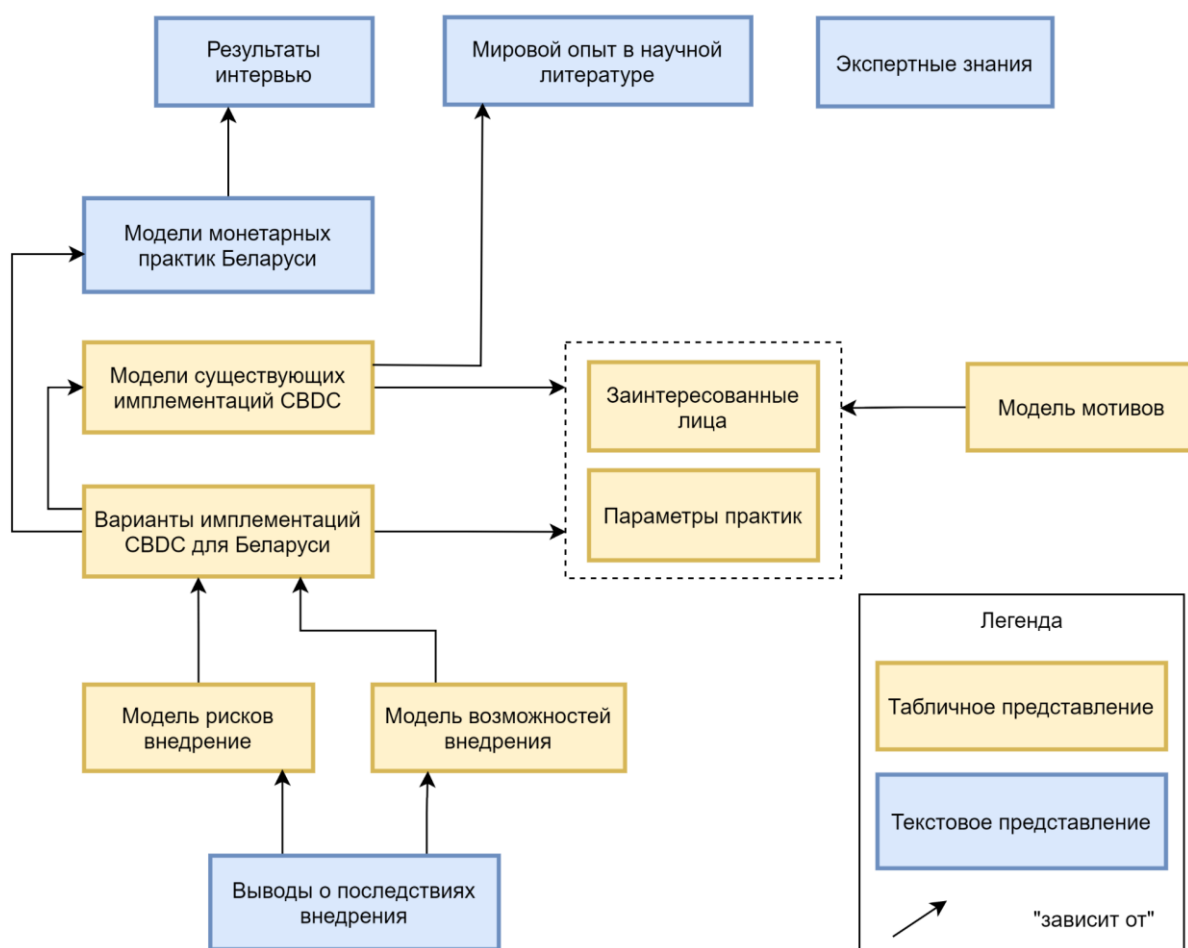 Результаты
интервью
Мировой опыт в научной
литературе
Экспертные знания
Модели монетарных
практик Беларуси
Модели существующих
имплементаций CBDC
Заинтересованные
лица
Модель мотивов
Варианты имплементаций
CBDC для Беларуси
Параметры практик
Модель рисков
внедрение
Модель возможностей
внедрения
Выводы о последствиях
внедрения
Легенда
Табличное представление
Текстовое представление
"зависит от"